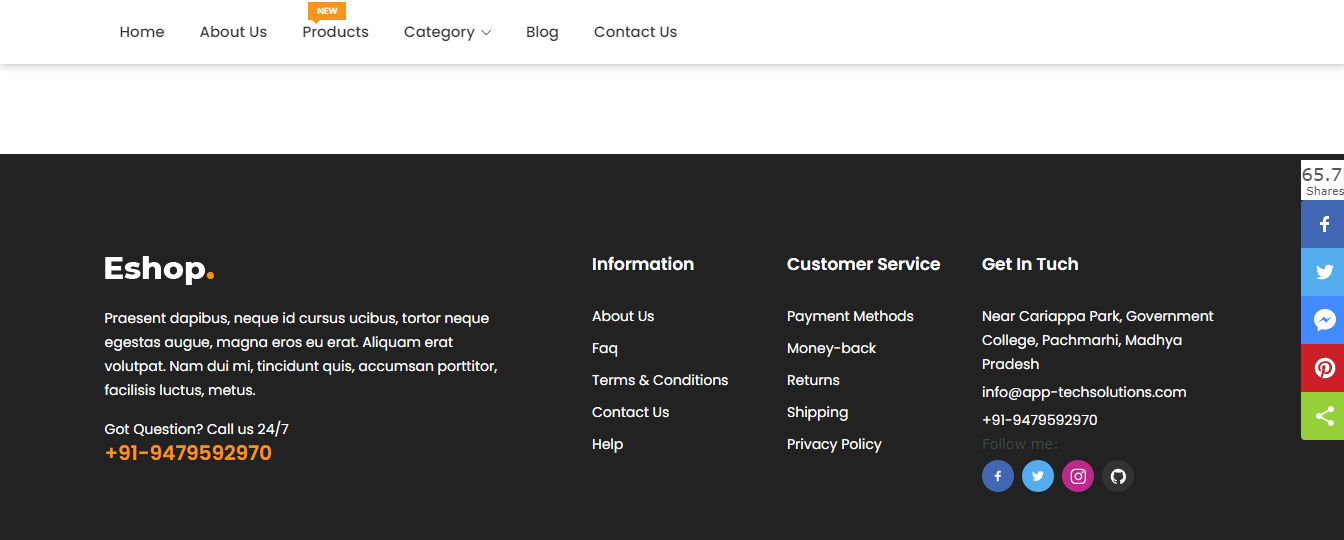 NEW
Home About Us Products Category Blog Contact Us
65.7
Shares
Eshop.
Praesent dapibus, neque id cursus ucibus, tortor neque
egestas augue, magna eros eu erat. Aliquam erat
volutpat. Nam dui mi, tincidunt quis, accumsan porttitor,
facilisis luctus, metus.
Got Question? Call us 24/7
+91-9479592970
Information
About Us
Faq
Terms & Conditions
Contact Us
Help
Customer Service
Payment Methods
Money-back
Returns
Shipping
Privacy Policy
Get In Tuch
Near Cariappa Park, Government
College, Pachmarhi, Madhya
Pradesh
info@app-techsolutions.com
+91-9479592970
Follow me: